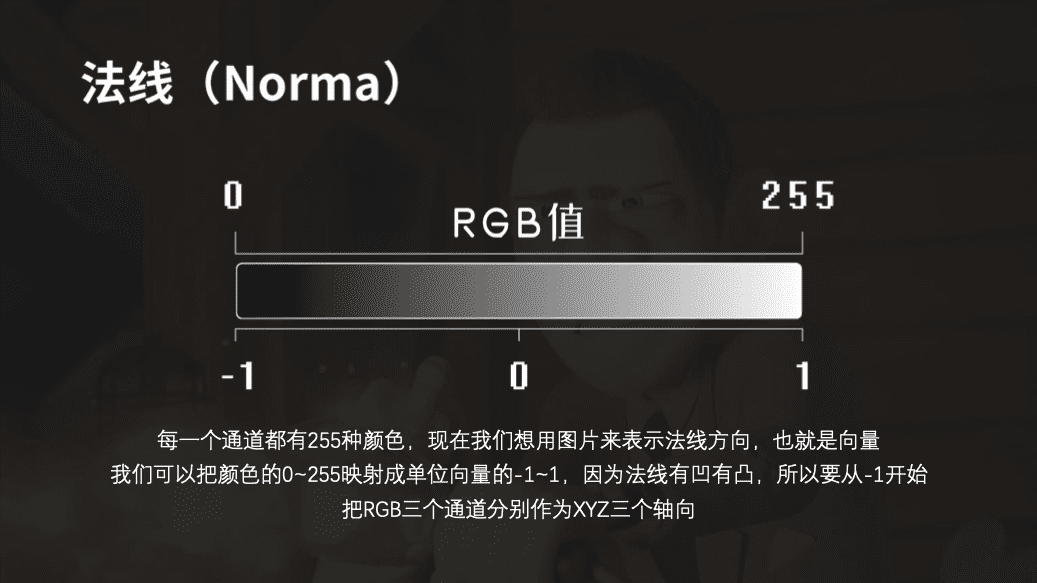 法线（Norma）
0
255
RGB值
-1
0
1
每一个通道都有255种颜色，现在我们想用图片来表示法线方向，也就是向量
我们可以把颜色的0~255映射成单位向量的-1~1，因为法线有凹有凸，所以要从-1开始
把RGB三个通道分别作为XYZ三个轴向